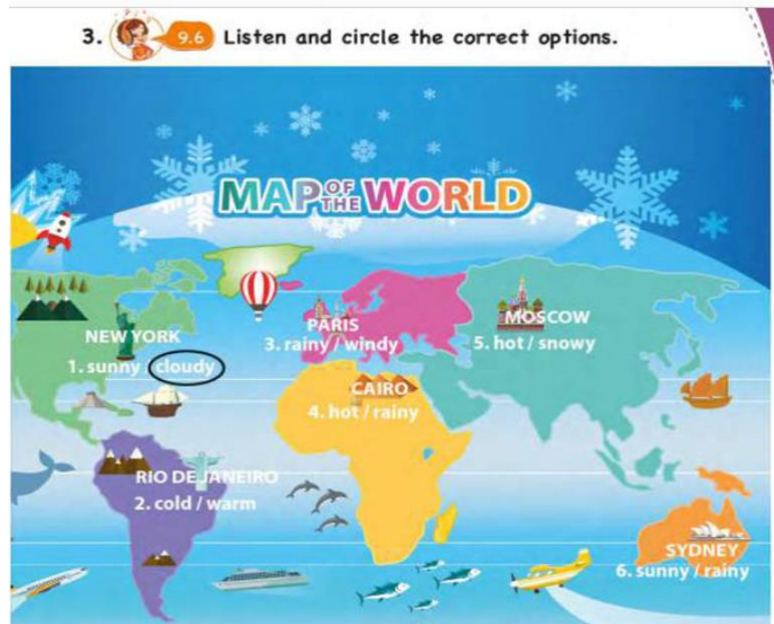 3. 9.6 Listen and circle the correct options.
MAP OF THE WORLD
NEW YORK
1. sunny / cloudy
PARIS
3. rainy / windy
MOSCOW
5. hot / snowy
CAIRO
4. hot / rainy
RIO DE JANEIRO
2. cold / warm
SYDNEY
6. sunny / rainy